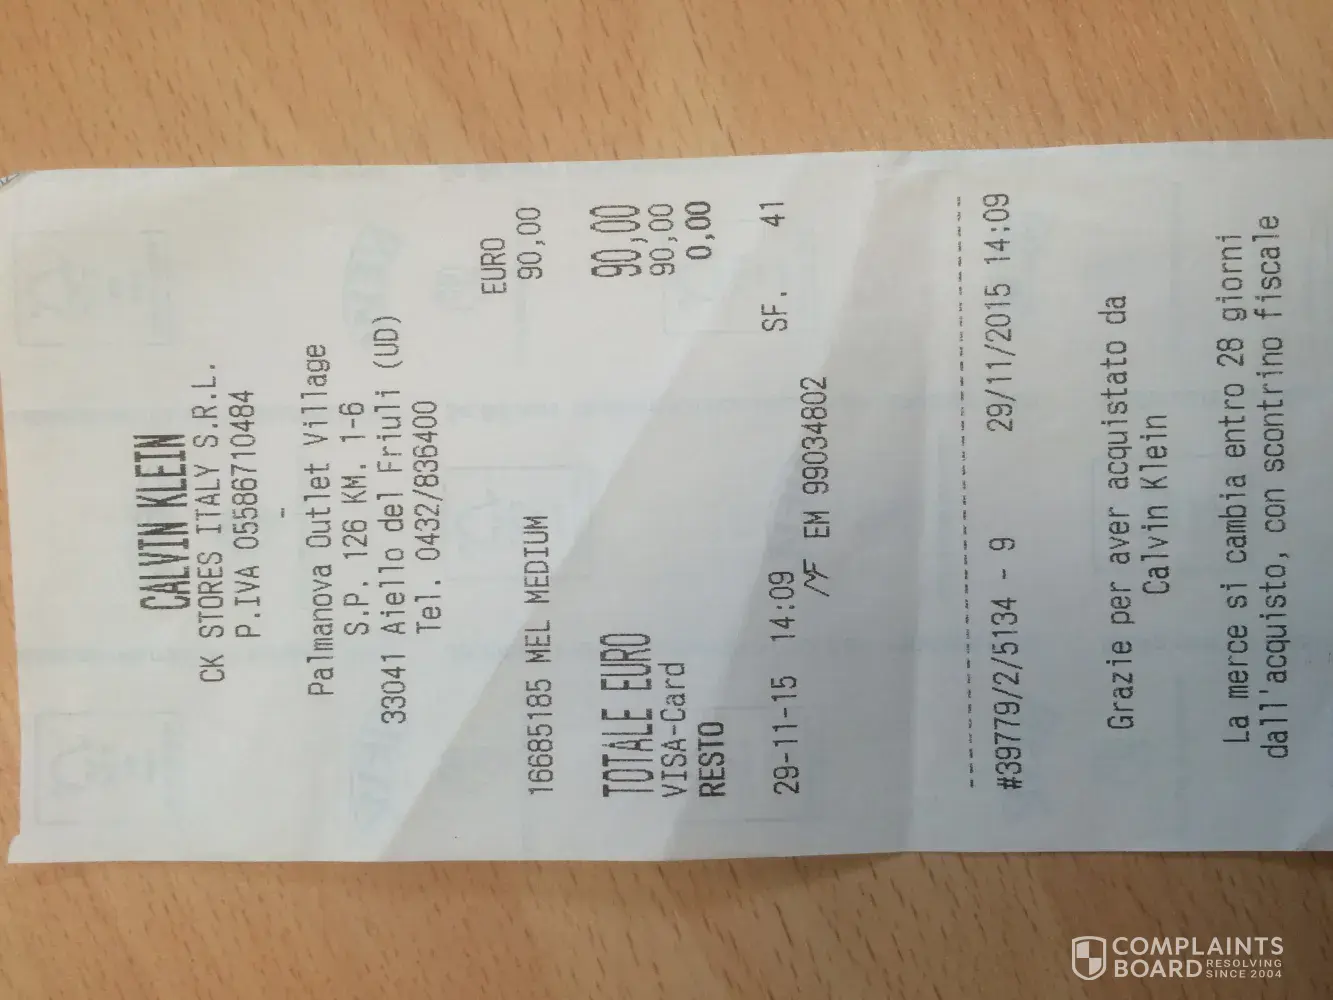 CALVIN KLEIN
CK STORES ITALY S.R.L.
P.IVA 05586710484
-
Palmanova Outlet Village
S.P. 126 KM. 1-6
33041 Aiello del Friuli (UD)
Tel. 0432/836400
EURO
16685185 MEL MEDIUM 90,00
TOTALE EURO 90,00
VISA-Card 90,00
RESTO 0,00
29-11-15 14:09 SF. 41
MF EM 99034802
#39779/2/5134 - 9 29/11/2015 14:09
Grazie per aver acquistato da
Calvin Klein
La merce si cambia entro 28 giorni
dall'acquisto, con scontrino fiscale
COMPLAINTS
BOARD RESOLVING
SINCE 2004